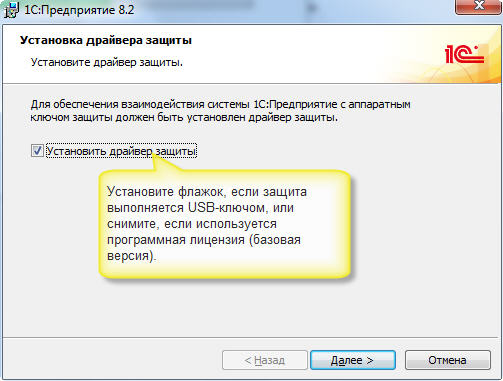 1С:Предприятие 8.2
Установка драйвера защиты
Установите драйвер защиты.
1С
Для обеспечения взаимодействия системы 1С:Предприятие с аппаратным
ключом защиты должен быть установлен драйвер защиты.
Установить драйвер защиты
Установите флажок, если защита
выполняется USB-ключом, или
снимите, если используется
программная лицензия (базовая
версия).
< Назад
Далее >
Отмена